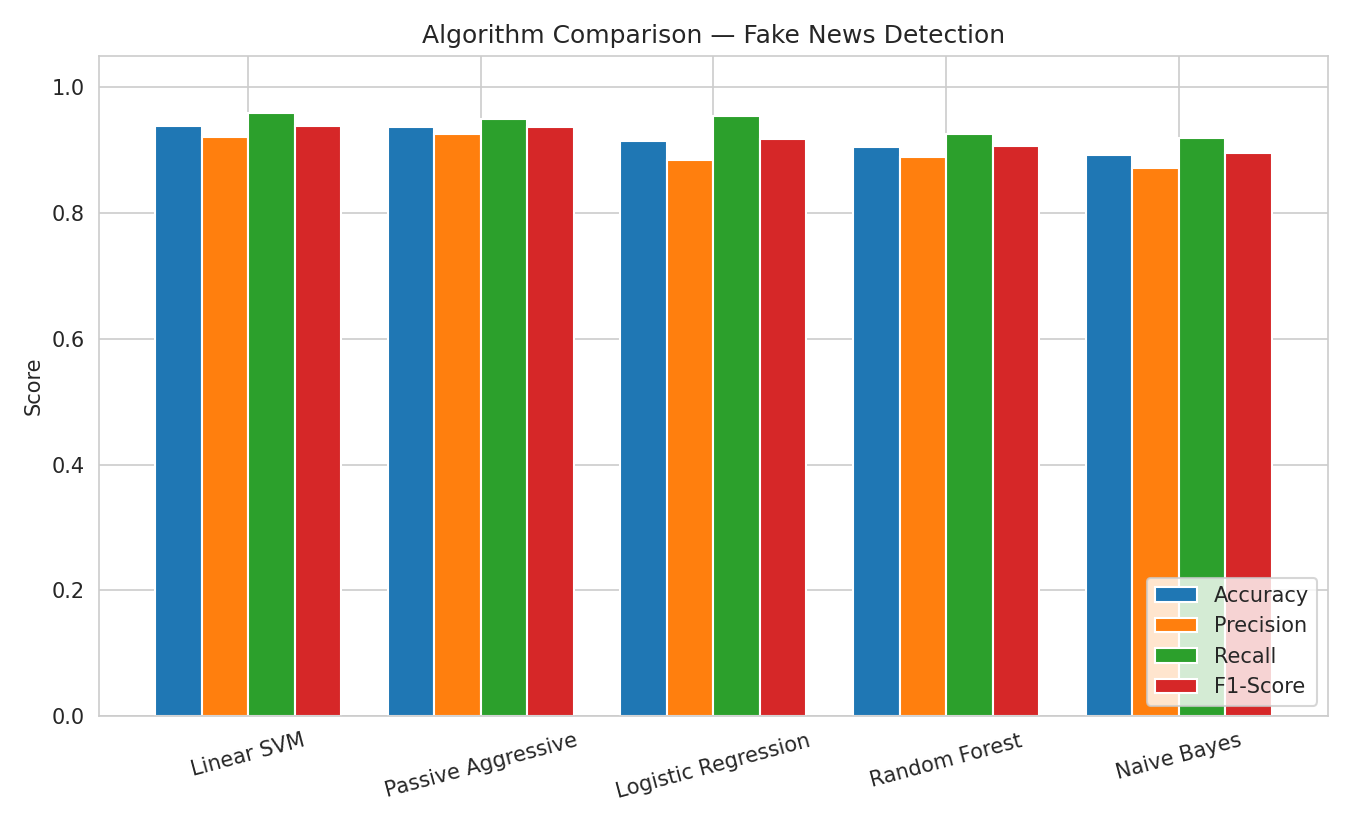 Algorithm Comparison — Fake News Detection
1.0
0.8
0.6
0.4
0.2
0.0
Score
Linear SVM
Passive Aggressive
Logistic Regression
Random Forest
Naive Bayes
Accuracy
Precision
Recall
F1-Score